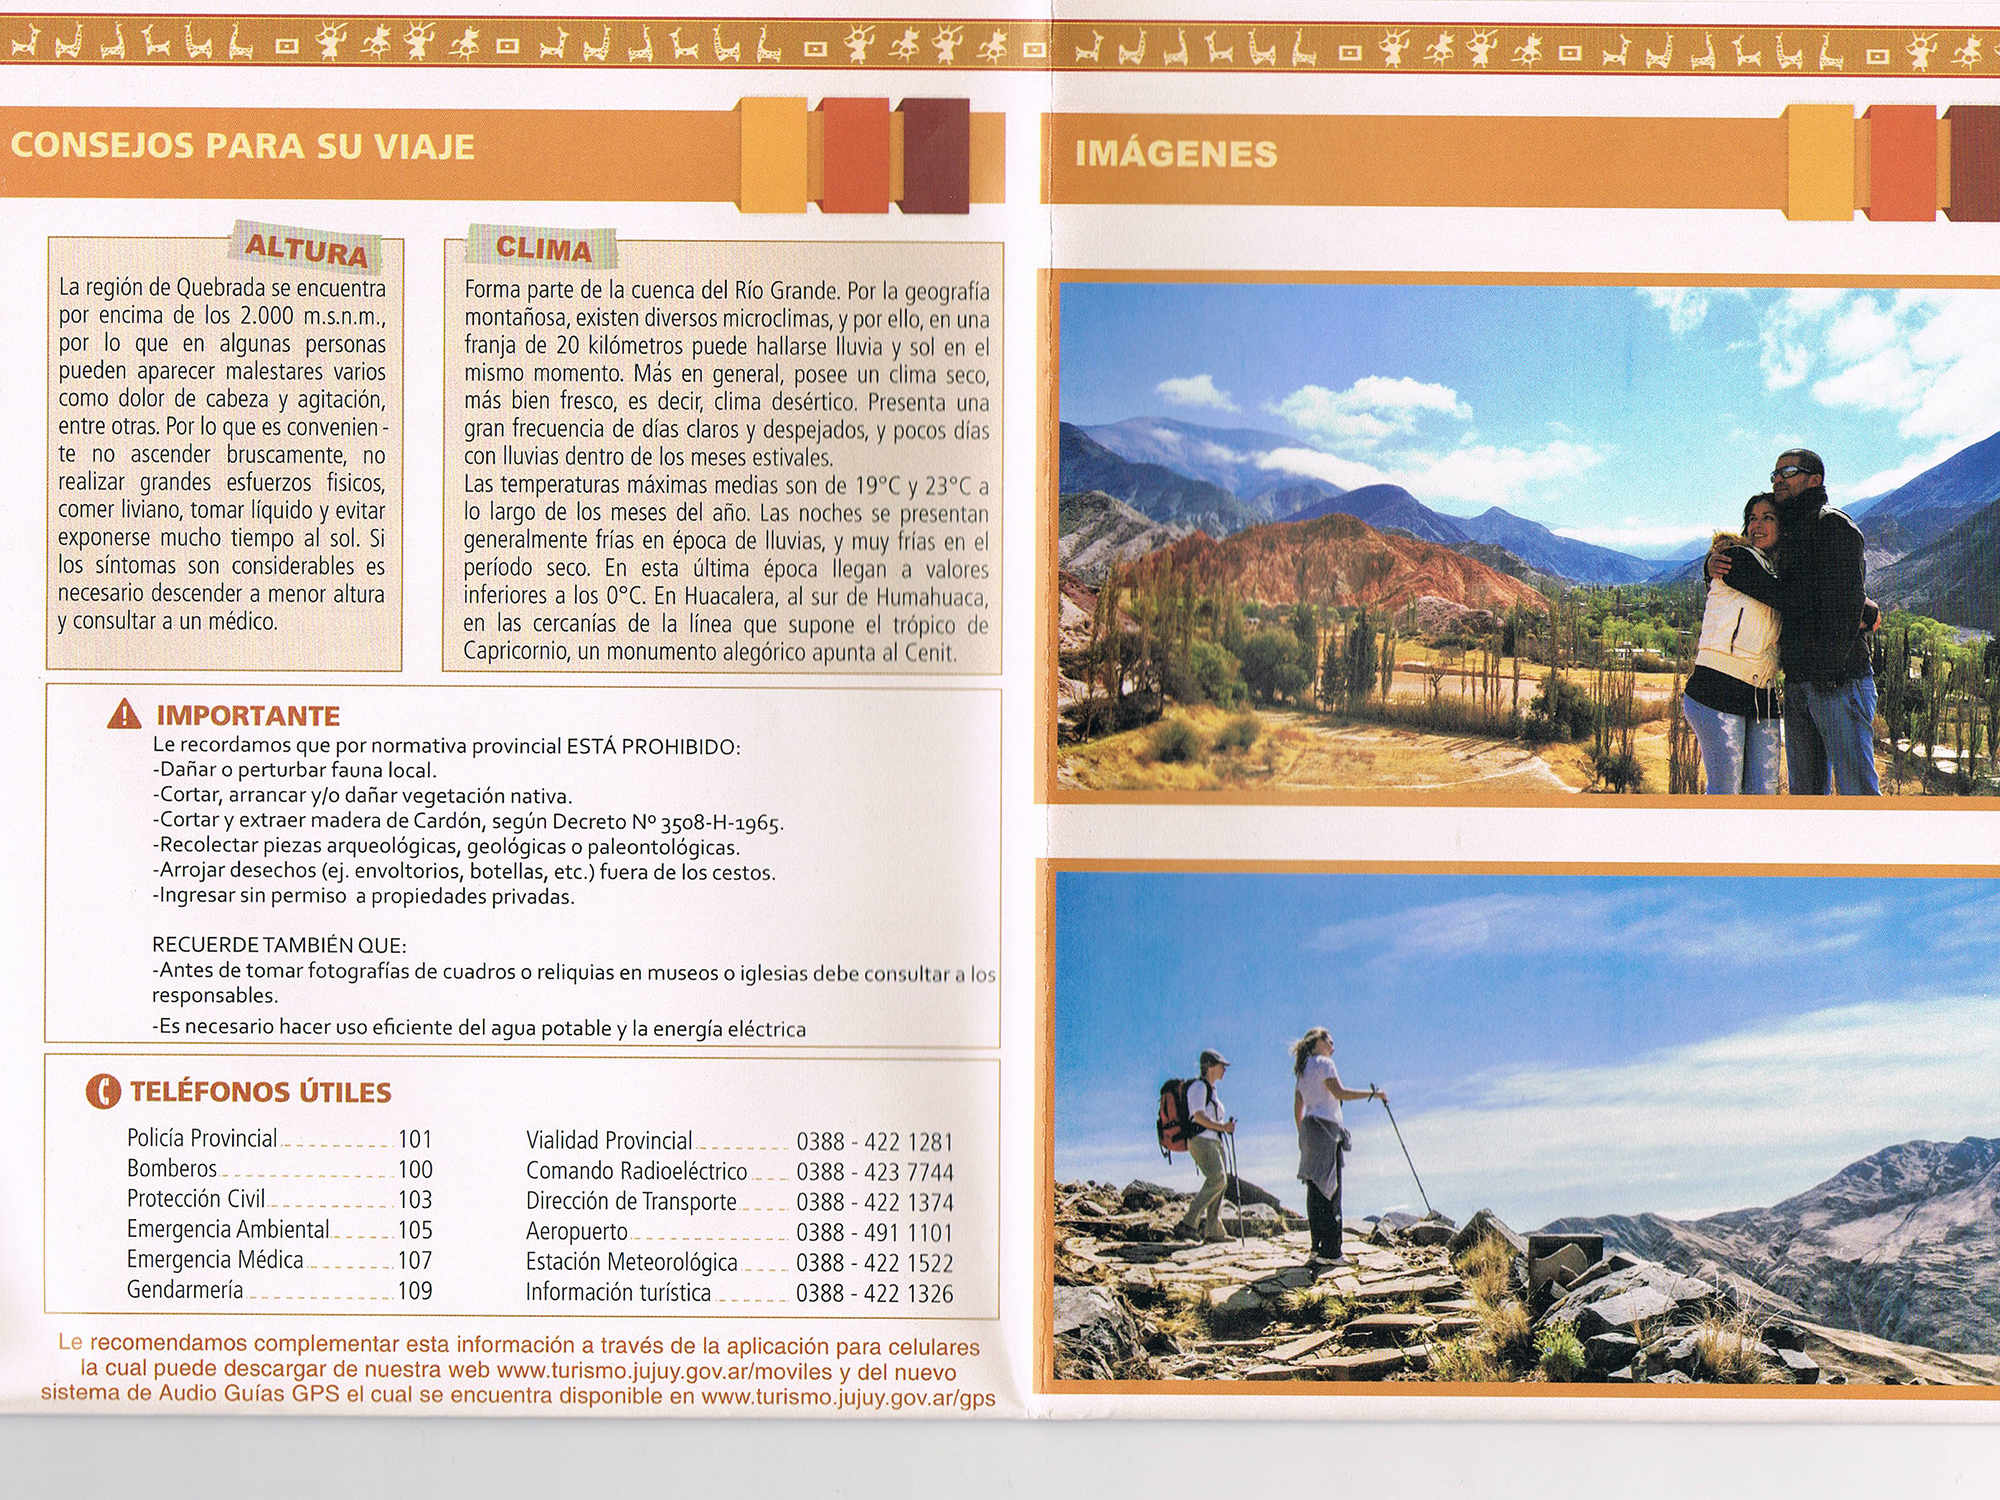 CONSEJOS PARA SU VIAJE
ALTURA
La región de Quebrada se encuentra
por encima de los 2.000 m.s.n.m.,
por lo que en algunas personas
pueden aparecer malestares varios
como dolor de cabeza y agitación,
entre otras. Por lo que es convenien-
te no ascender bruscamente, no
realizar grandes esfuerzos fisicos,
comer liviano, tomar líquido y evitar
exponerse mucho tiempo al sol. Si
los síntomas son considerables es
necesario descender a menor altura
y consultar a un médico.
CLIMA
Forma parte de la cuenca del Río Grande. Por la geografía
montañosa, existen diversos microclimas, y por ello, en una
franja de 20 kilómetros puede hallarse lluvia y sol en el
mismo momento. Más en general, posee un clima seco,
más bien fresco, es decir, clima desértico. Presenta una
gran frecuencia de días claros y despejados, y pocos días
con lluvias dentro de los meses estivales.
Las temperaturas máximas medias son de 19°C y 23°C a
lo largo de los meses del año. Las noches se presentan
generalmente frías en época de lluvias, y muy frías en el
período seco. En esta última época llegan a valores
inferiores a los 0°C. En Huacalera, al sur de Humahuaca,
en las cercanías de la línea que supone el trópico de
Capricornio, un monumento alegórico apunta al Cenit.
IMPORTANTE
Le recordamos que por normativa provincial ESTÁ PROHIBIDO:
-Dañar o perturbar fauna local.
-Cortar, arrancar y/o dañar vegetación nativa.
-Cortar y extraer madera de Cardón, según Decreto Nº 3508-H-1965.
-Recolectar piezas arqueológicas, geológicas o paleontológicas.
-Arrojar desechos (ej. envoltorios, botellas, etc.) fuera de los cestos.
-Ingresar sin permiso a propiedades privadas.
RECUERDE TAMBIÉN QUE:
-Antes de tomar fotografías de cuadros o reliquias en museos o iglesias debe consultar a los
responsables.
-Es necesario hacer uso eficiente del agua potable y la energía eléctrica
TELÉFONOS ÚTILES
Policía Provincial 101
Bomberos 100
Protección Civil 103
Emergencia Ambiental 105
Emergencia Médica 107
Gendarmería 109
Vialidad Provincial 0388 - 422 1281
Comando Radioeléctrico 0388 - 423 7744
Dirección de Transporte 0388 - 422 1374
Aeropuerto 0388 - 491 1101
Estación Meteorológica 0388 - 422 1522
Información turística 0388 - 422 1326
Le recomendamos complementar esta información a través de la aplicación para celulares
la cual puede descargar de nuestra web www.turismo.jujuy.gov.ar/moviles y del nuevo
sistema de Audio Guías GPS el cual se encuentra disponible en www.turismo.jujuy.gov.ar/gps
IMÁGENES